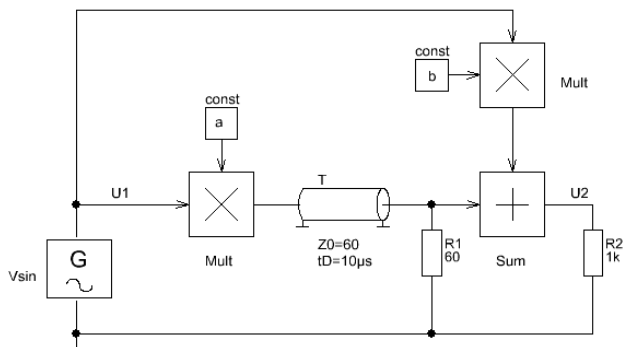 const
b
Mult
const
a
U1
T
U2
G
Vsin
Mult
Z0=60
tD=10µs
R1
60
Sum
R2
1k